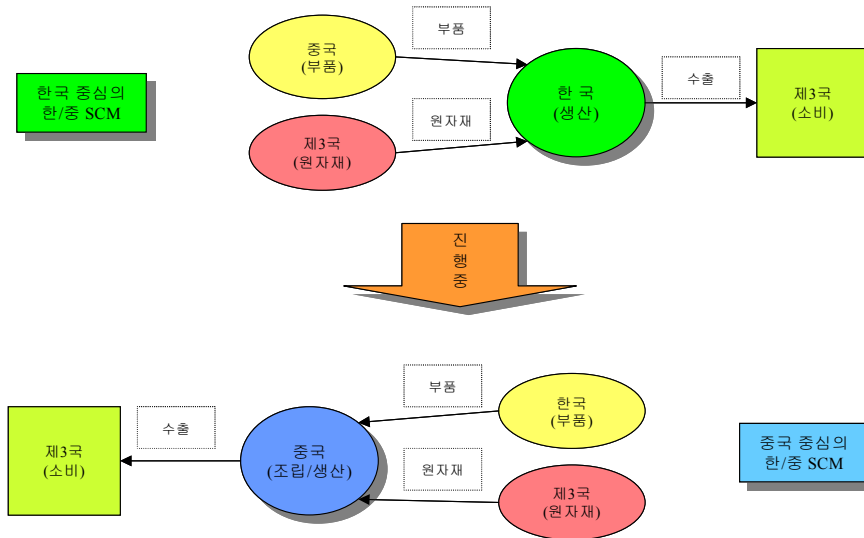 부품
중국
(부품)
한국 중심의
한/중 SCM
한 국
(생산)
수출
제3국
(소비)
원자재
제3국
(원자재)
진
행
중
부품
한국
(부품)
제3국
(소비)
수출
중국
(조립/생산)
중국 중심의
한/중 SCM
원자재
제3국
(원자재)